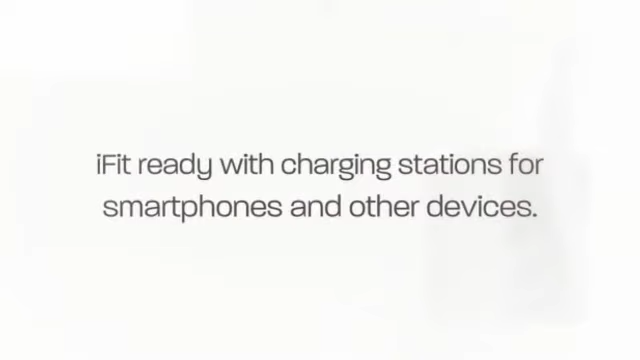 iFit ready with charging stations for
smartphones and other devices.